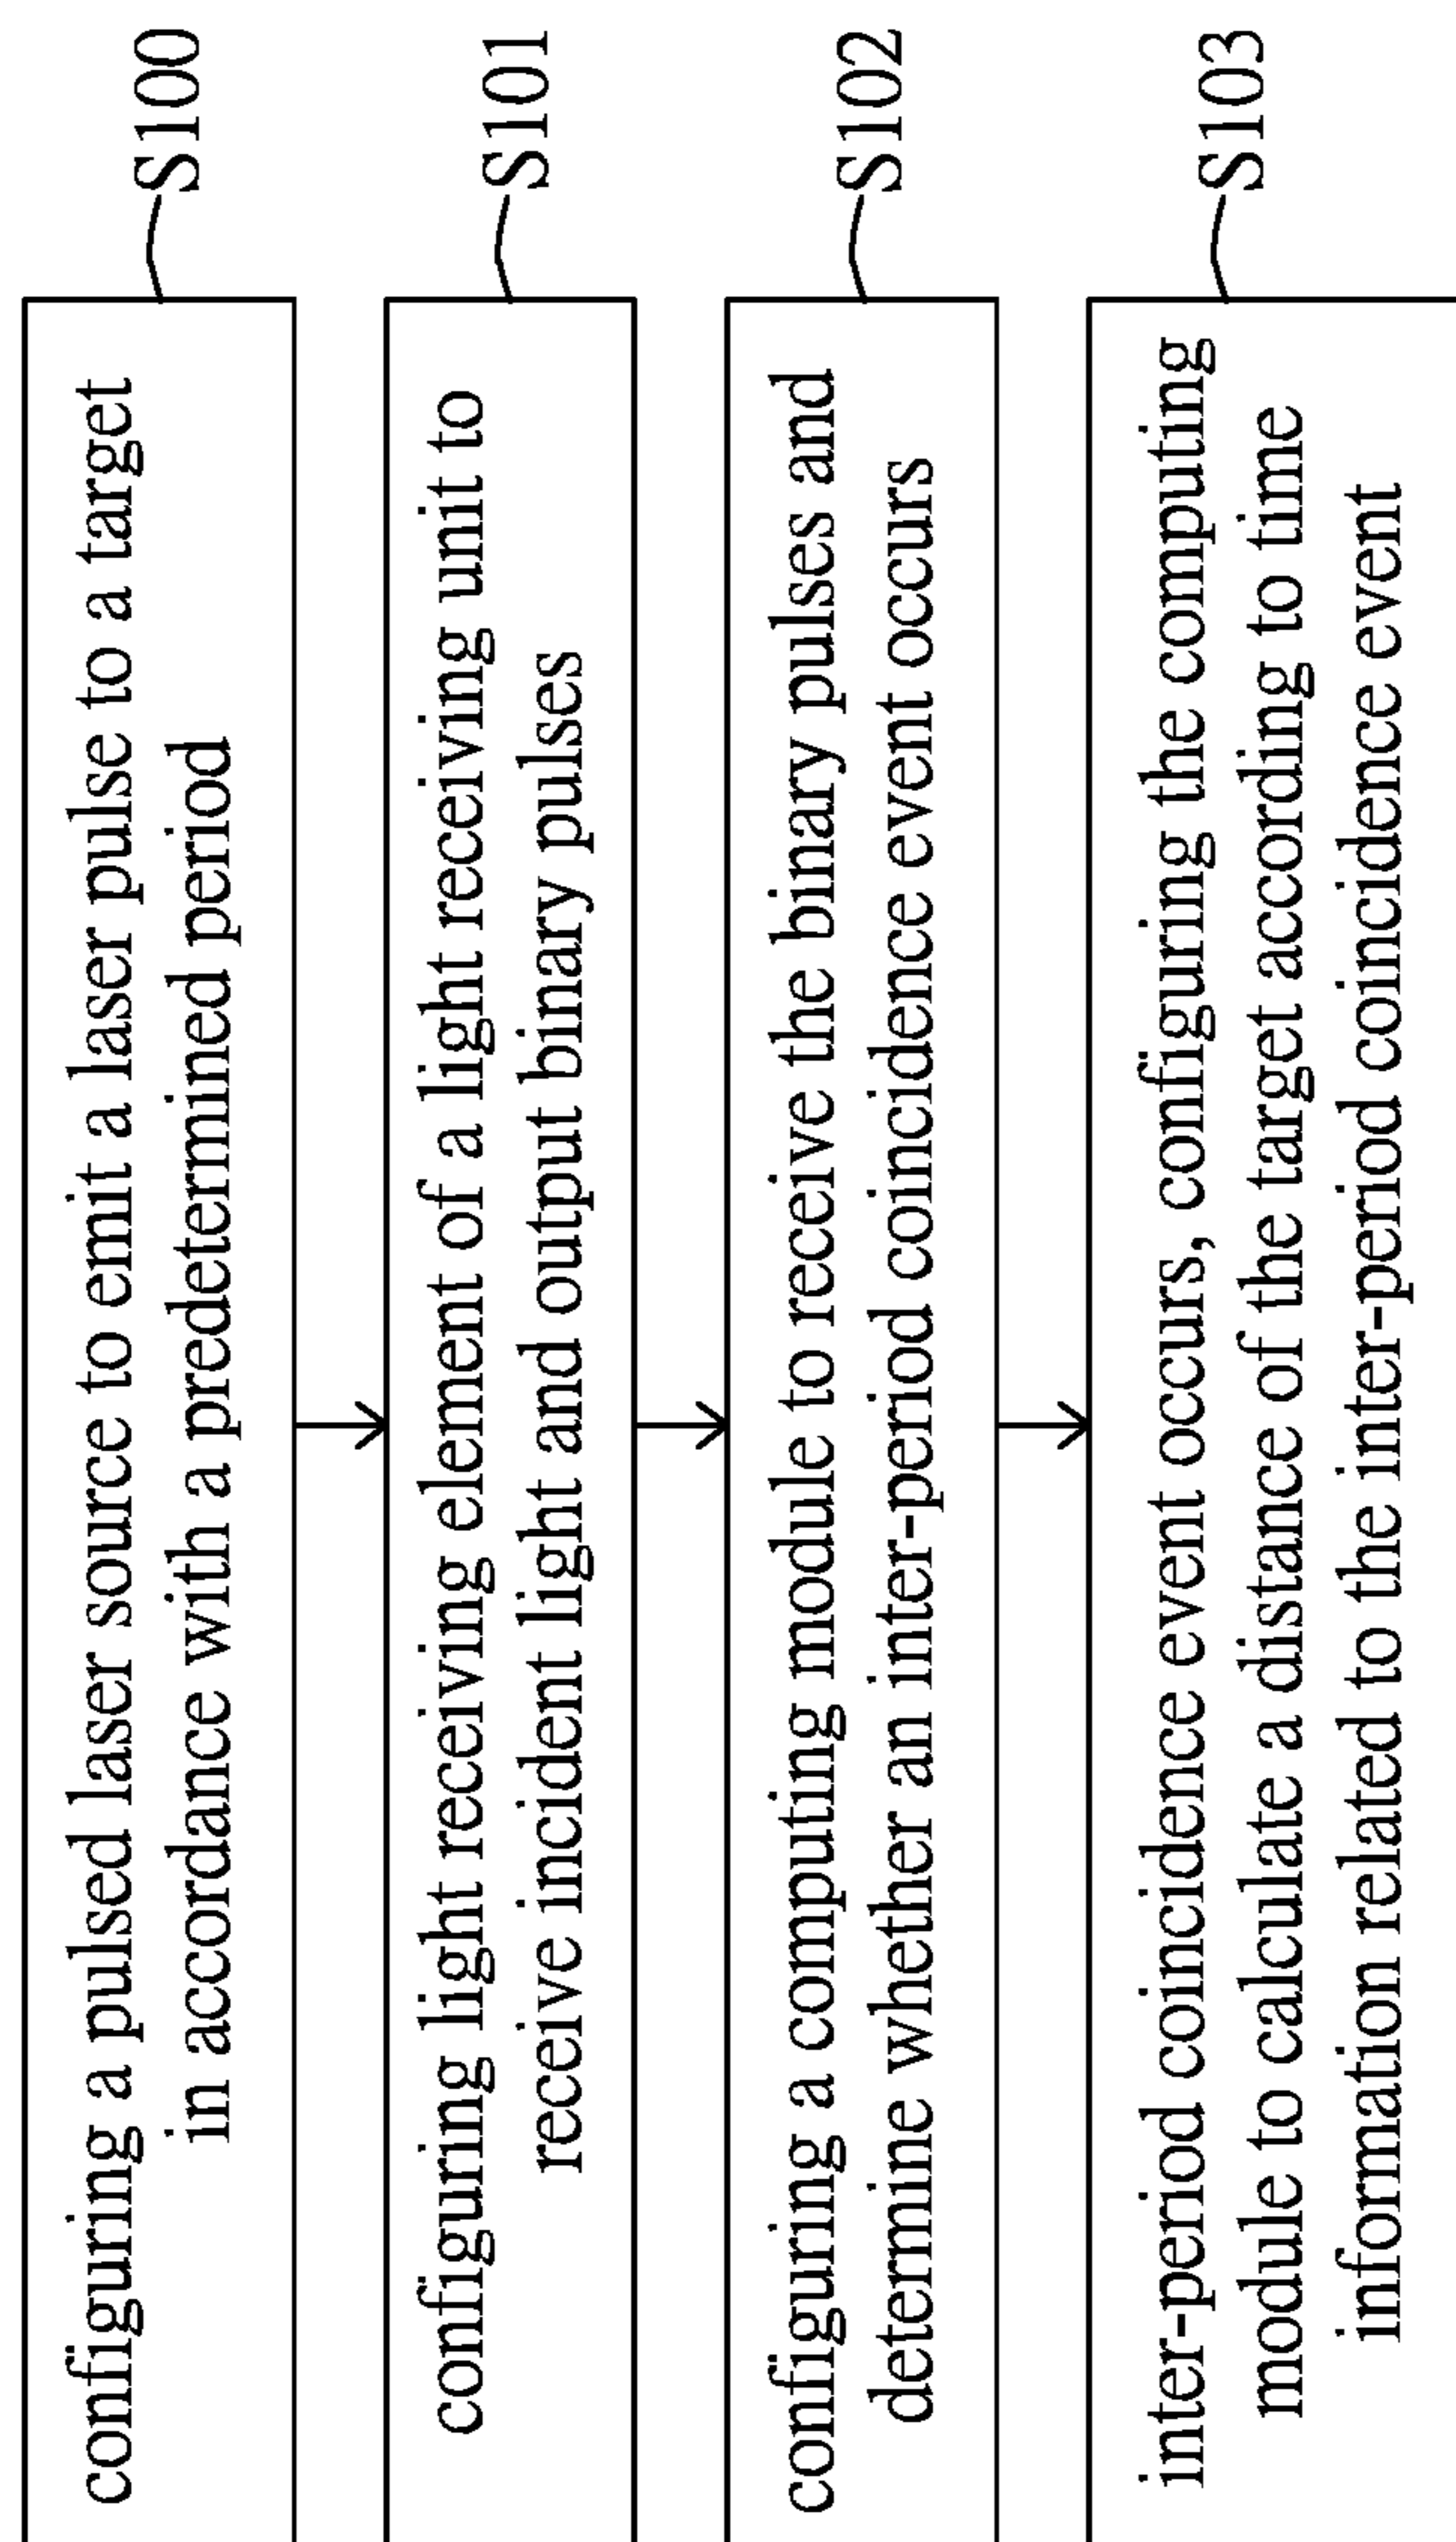 configuring a pulsed laser source to emit a laser pulse to a target
in accordance with a predetermined period
S100
configuring light receiving element of a light receiving unit to
receive incident light and output binary pulses
S101
configuring a computing module to receive the binary pulses and
determine whether an inter-period coincidence event occurs
S102
inter-period coincidence event occurs, configuring the computing
module to calculate a distance of the target according to time
information related to the inter-period coincidence event
S103